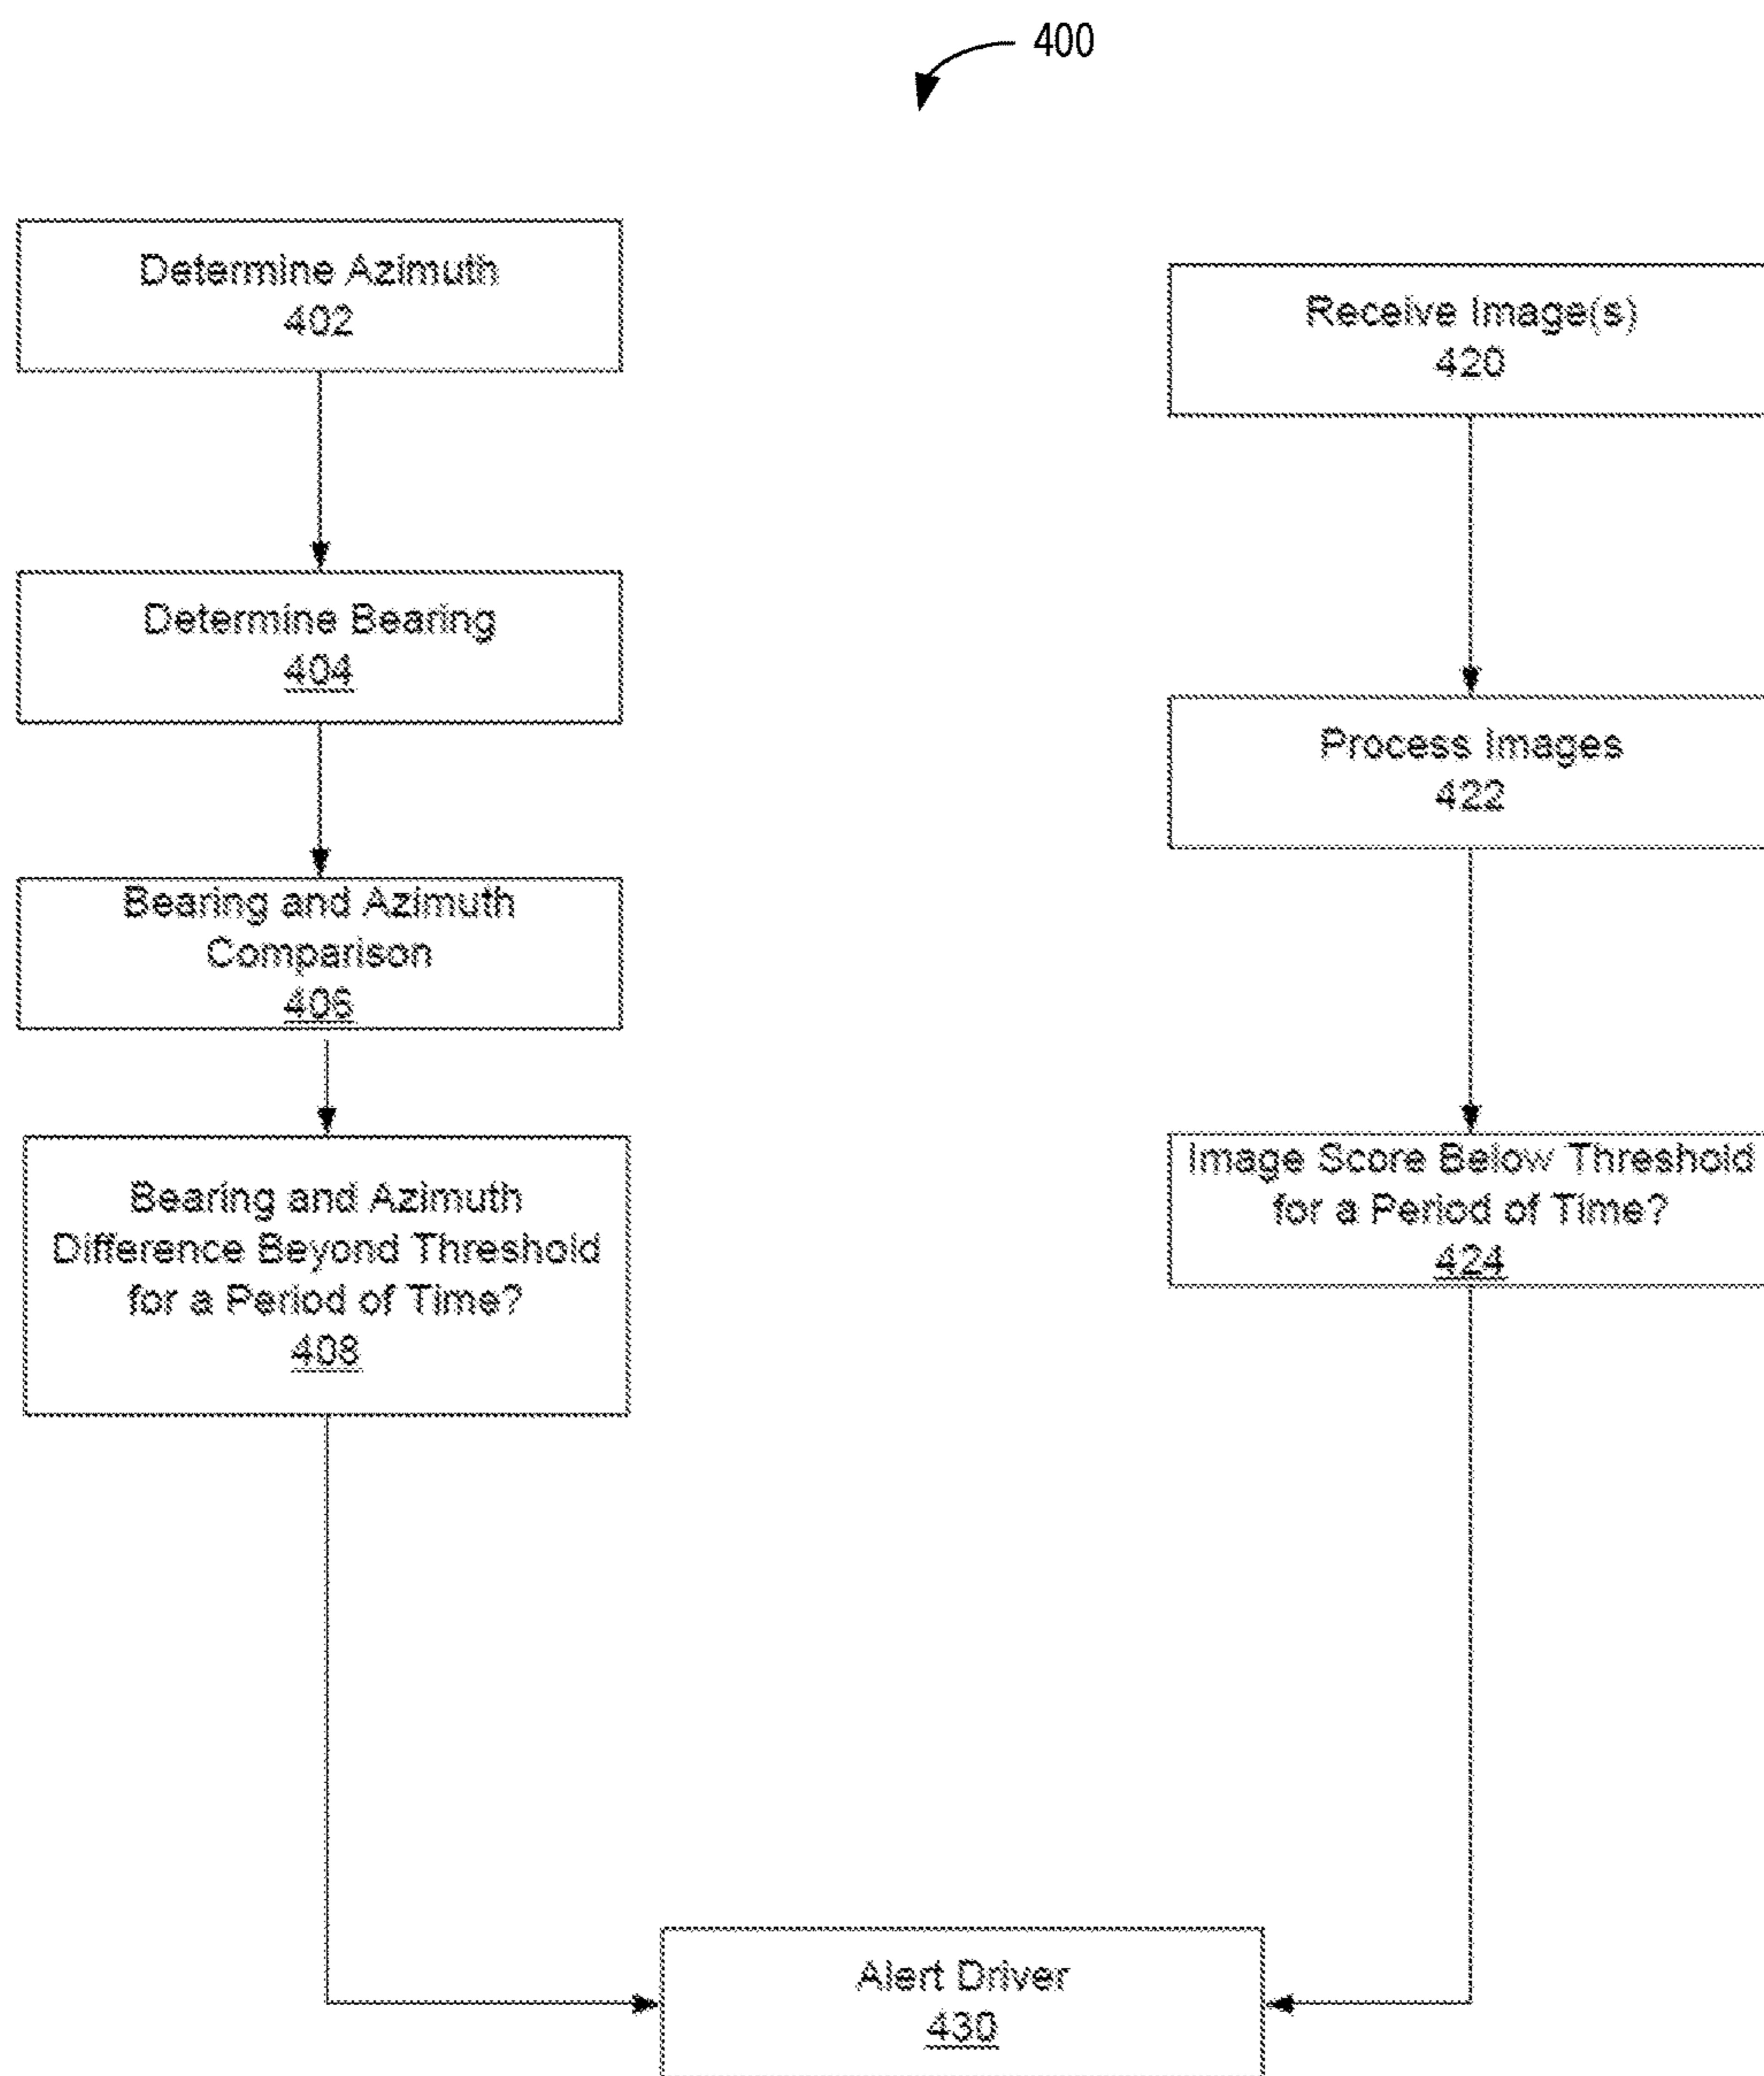 400
Determine Azimuth
402
Determine Bearing
404
Bearing and Azimuth
Comparison
406
Bearing and Azimuth
Difference Beyond Threshold
for a Period of Time?
408
Receive Image(s)
420
Process Images
422
Image Score Below Threshold
for a Period of Time?
424
Alert Driver
430